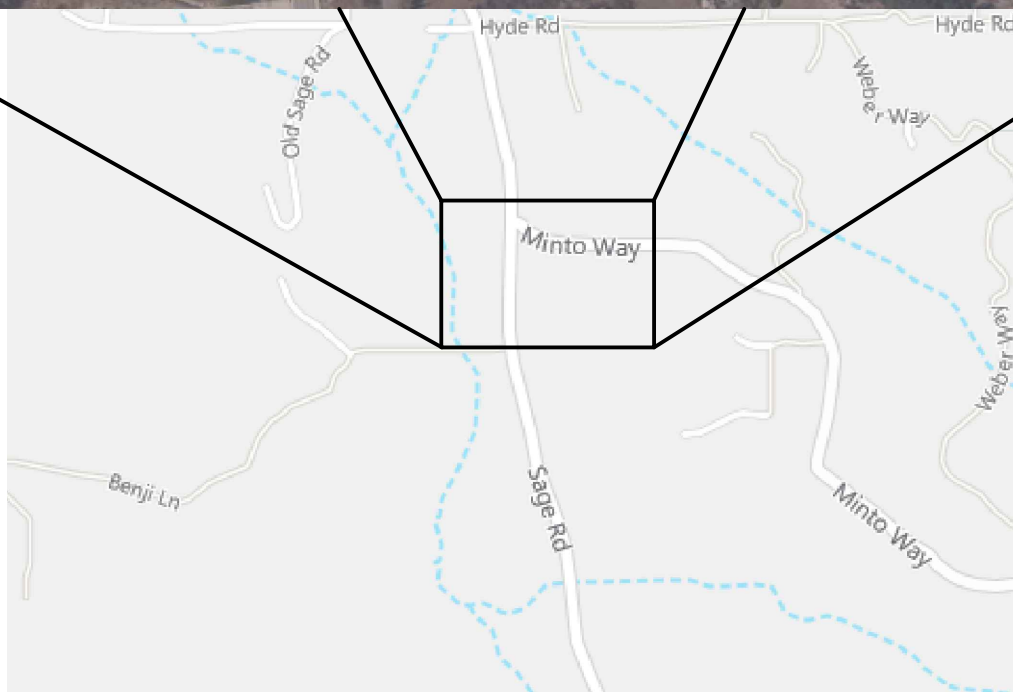 Hyde Rd
Hyde Rd
Old Sage Rd
Weber Way
Minto Way
Weber Way
Benji Ln
Sage Rd
Minto Way